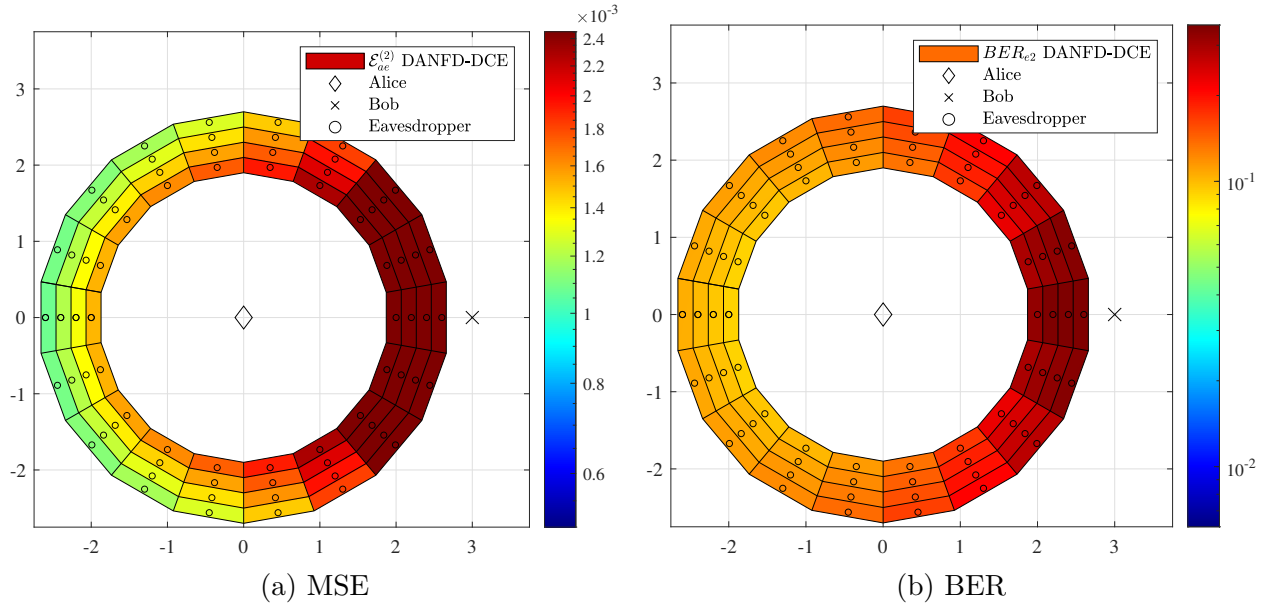 ×10⁻³
3
2
1
0
-1
-2
-2 -1 0 1 2 3
ℰₐₑ⁽²⁾ DANFD-DCE
Alice
Bob
Eavesdropper
2.4
2.2
2
1.8
1.6
1.4
1.2
1
0.8
0.6
(a) MSE
3
2
1
0
-1
-2
-2 -1 0 1 2 3
BERₑ₂ DANFD-DCE
Alice
Bob
Eavesdropper
10⁻¹
10⁻²
(b) BER